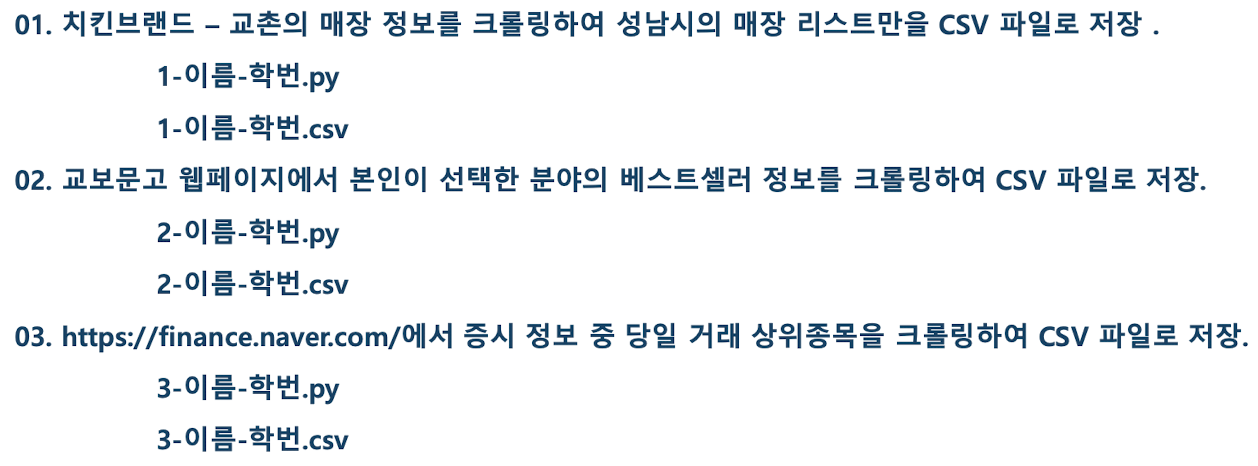 01. 치킨브랜드 – 교촌의 매장 정보를 크롤링하여 성남시의 매장 리스트만을 CSV 파일로 저장 .
1-이름-학번.py
1-이름-학번.csv
02. 교보문고 웹페이지에서 본인이 선택한 분야의 베스트셀러 정보를 크롤링하여 CSV 파일로 저장.
2-이름-학번.py
2-이름-학번.csv
03. https://finance.naver.com/에서 증시 정보 중 당일 거래 상위종목을 크롤링하여 CSV 파일로 저장.
3-이름-학번.py
3-이름-학번.csv